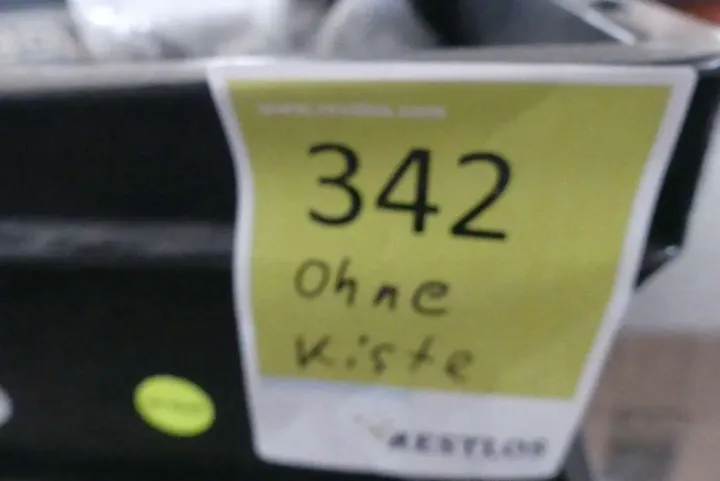 342
Ohne
Kiste
RESTLOS